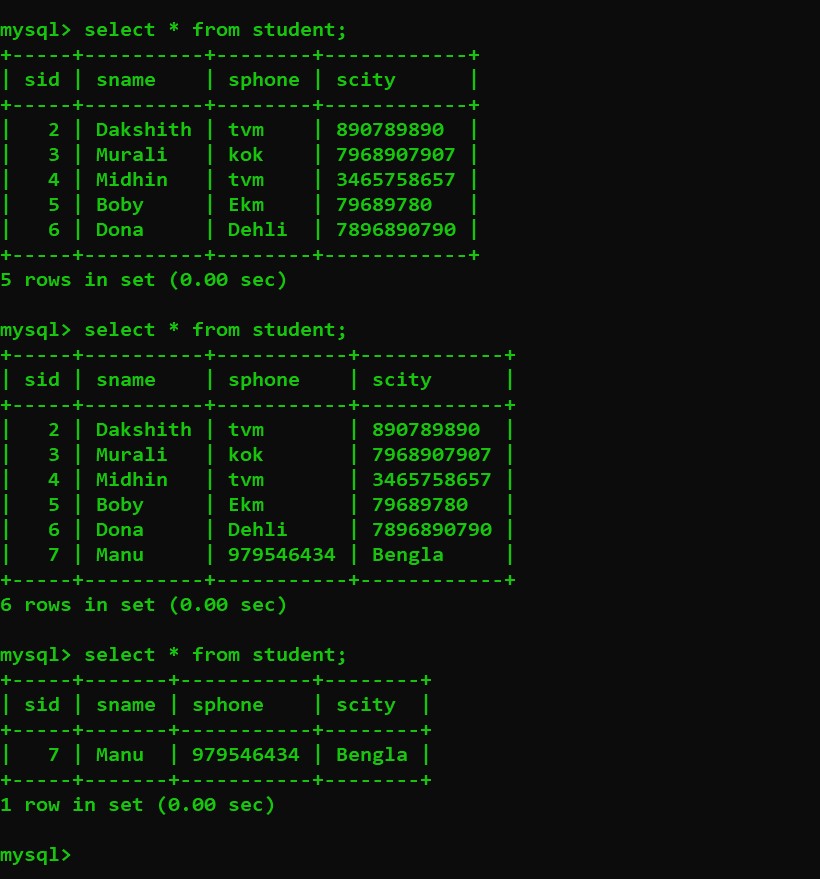 mysql> select * from student;
+-----+----------+--------+------------+
| sid | sname    | sphone | scity      |
+-----+----------+--------+------------+
|   2 | Dakshith | tvm    | 890789890  |
|   3 | Murali   | kok    | 7968907907 |
|   4 | Midhin   | tvm    | 3465758657 |
|   5 | Boby     | Ekm    | 79689780   |
|   6 | Dona     | Dehli  | 7896890790 |
+-----+----------+--------+------------+
5 rows in set (0.00 sec)

mysql> select * from student;
+-----+----------+-----------+------------+
| sid | sname    | sphone    | scity      |
+-----+----------+-----------+------------+
|   2 | Dakshith | tvm       | 890789890  |
|   3 | Murali   | kok       | 7968907907 |
|   4 | Midhin   | tvm       | 3465758657 |
|   5 | Boby     | Ekm       | 79689780   |
|   6 | Dona     | Dehli     | 7896890790 |
|   7 | Manu     | 979546434 | Bengla     |
+-----+----------+-----------+------------+
6 rows in set (0.00 sec)

mysql> select * from student;
+-----+-------+-----------+--------+
| sid | sname | sphone    | scity  |
+-----+-------+-----------+--------+
|   7 | Manu  | 979546434 | Bengla |
+-----+-------+-----------+--------+
1 row in set (0.00 sec)

mysql>